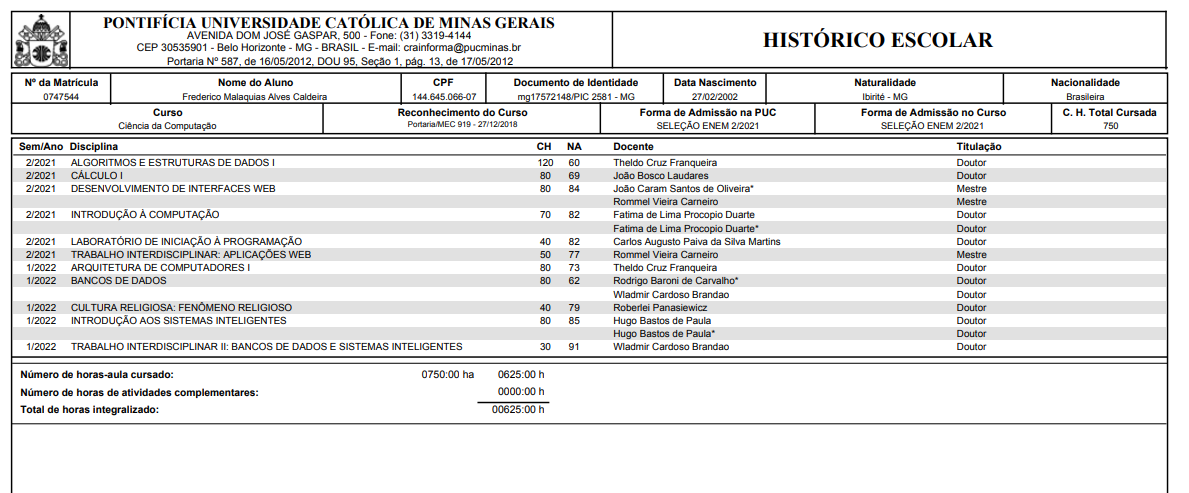 PONTIFÍCIA UNIVERSIDADE CATÓLICA DE MINAS GERAIS
AVENIDA DOM JOSÉ GASPAR, 500 - Fone: (31) 3319-4144
CEP 30535901 - Belo Horizonte - MG - BRASIL - E-mail: crainforma@pucminas.br
Portaria Nº 587, de 16/05/2012, DOU 95, Seção 1, pág. 13, de 17/05/2012
HISTÓRICO ESCOLAR
Nº da Matrícula Nome do Aluno CPF Documento de Identidade Data Nascimento Naturalidade Nacionalidade
0747544 Frederico Malaquias Alves Caldeira 144.645.066-07 mg17572148/PIC 2581 - MG 27/02/2002 Ibirité - MG Brasileira
Curso Reconhecimento do Curso Forma de Admissão na PUC Forma de Admissão no Curso C. H. Total Cursada
Ciência da Computação Portaria/MEC 919 - 27/12/2018 SELEÇÃO ENEM 2/2021 SELEÇÃO ENEM 2/2021 750
Sem/Ano Disciplina CH NA Docente Titulação
2/2021 ALGORITMOS E ESTRUTURAS DE DADOS I 120 60 Theldo Cruz Franqueira Doutor
2/2021 CÁLCULO I 80 69 João Bosco Laudares Doutor
2/2021 DESENVOLVIMENTO DE INTERFACES WEB 80 84 João Caram Santos de Oliveira* Mestre
Rommel Vieira Carneiro Mestre
2/2021 INTRODUÇÃO À COMPUTAÇÃO 70 82 Fatima de Lima Procopio Duarte Doutor
Fatima de Lima Procopio Duarte* Doutor
2/2021 LABORATÓRIO DE INICIAÇÃO À PROGRAMAÇÃO 40 82 Carlos Augusto Paiva da Silva Martins Doutor
2/2021 TRABALHO INTERDISCIPLINAR: APLICAÇÕES WEB 50 77 Rommel Vieira Carneiro Mestre
1/2022 ARQUITETURA DE COMPUTADORES I 80 73 Theldo Cruz Franqueira Doutor
1/2022 BANCOS DE DADOS 80 62 Rodrigo Baroni de Carvalho* Doutor
Wladmir Cardoso Brandao Doutor
1/2022 CULTURA RELIGIOSA: FENÔMENO RELIGIOSO 40 79 Roberlei Panasiewicz Doutor
1/2022 INTRODUÇÃO AOS SISTEMAS INTELIGENTES 80 85 Hugo Bastos de Paula Doutor
Hugo Bastos de Paula* Doutor
1/2022 TRABALHO INTERDISCIPLINAR II: BANCOS DE DADOS E SISTEMAS INTELIGENTES 30 91 Wladmir Cardoso Brandao Doutor
Número de horas-aula cursado: 0750:00 ha 0625:00 h
Número de horas de atividades complementares: 0000:00 h
Total de horas integralizado: 00625:00 h